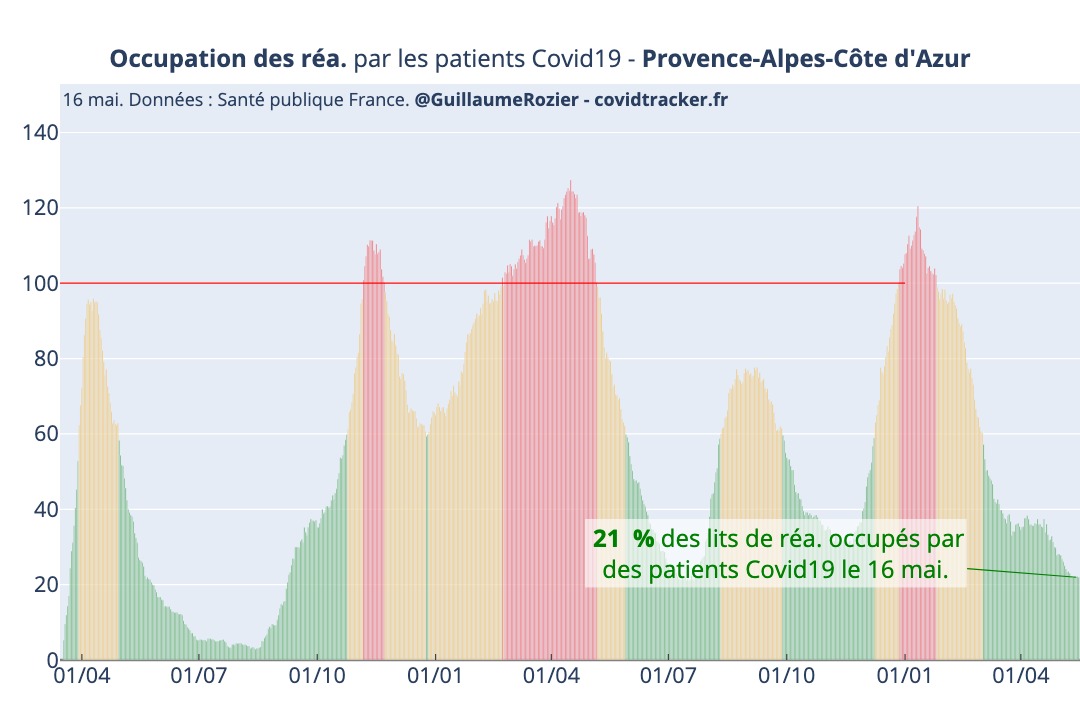 Occupation des réa. par les patients Covid19 - Provence-Alpes-Côte d'Azur
16 mai. Données : Santé publique France. @GuillaumeRozier - covidtracker.fr
140
120
100
80
60
40
20
0
21 % des lits de réa. occupés par
des patients Covid19 le 16 mai.
01/04 01/07 01/10 01/01 01/04 01/07 01/10 01/01 01/04